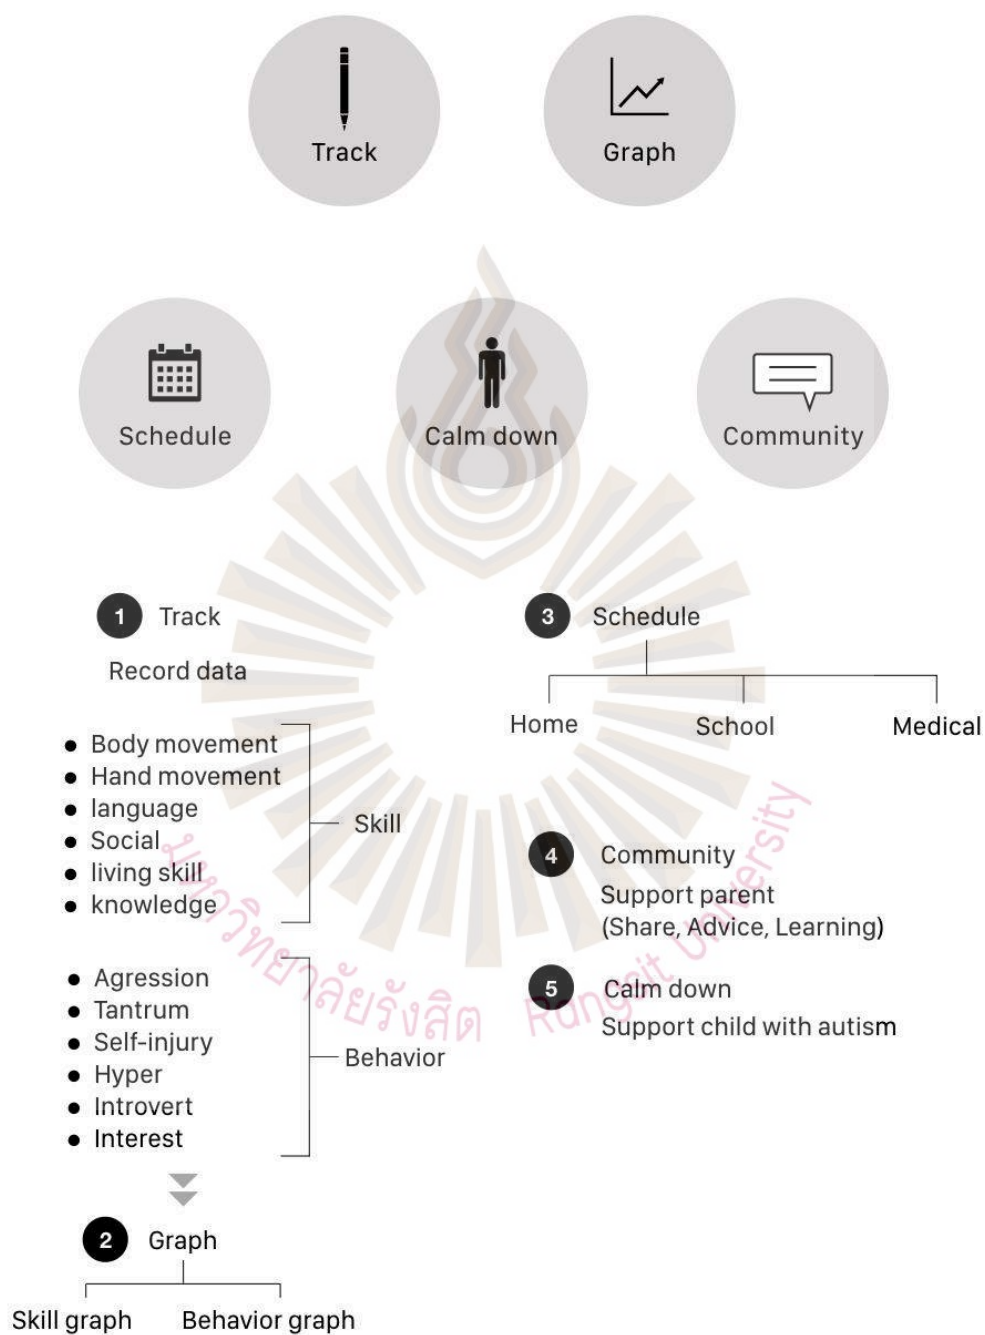 Track
Graph
Schedule
Calm down
Community
1 Track
Record data
● Body movement
● Hand movement
● language
● Social
● living skill
● knowledge
Skill
● Agression
● Tantrum
● Self-injury
● Hyper
● Introvert
● Interest
Behavior
2 Graph
Skill graph
Behavior graph
3 Schedule
Home
School
Medical
4 Community
Support parent
(Share, Advice, Learning)
5 Calm down
Support child with autism
มหาวิทยาลัยรังสิต Rangsit University